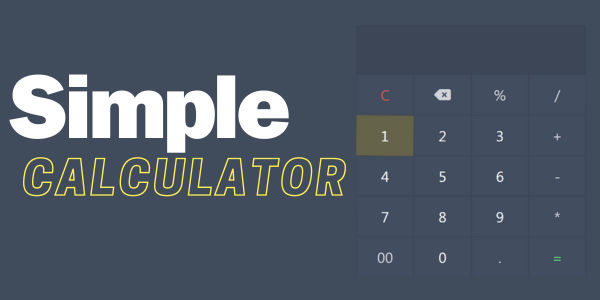 Simple
CALCULATOR
C % /
1 2 3 +
4 5 6 -
7 8 9 *
00 0 . =